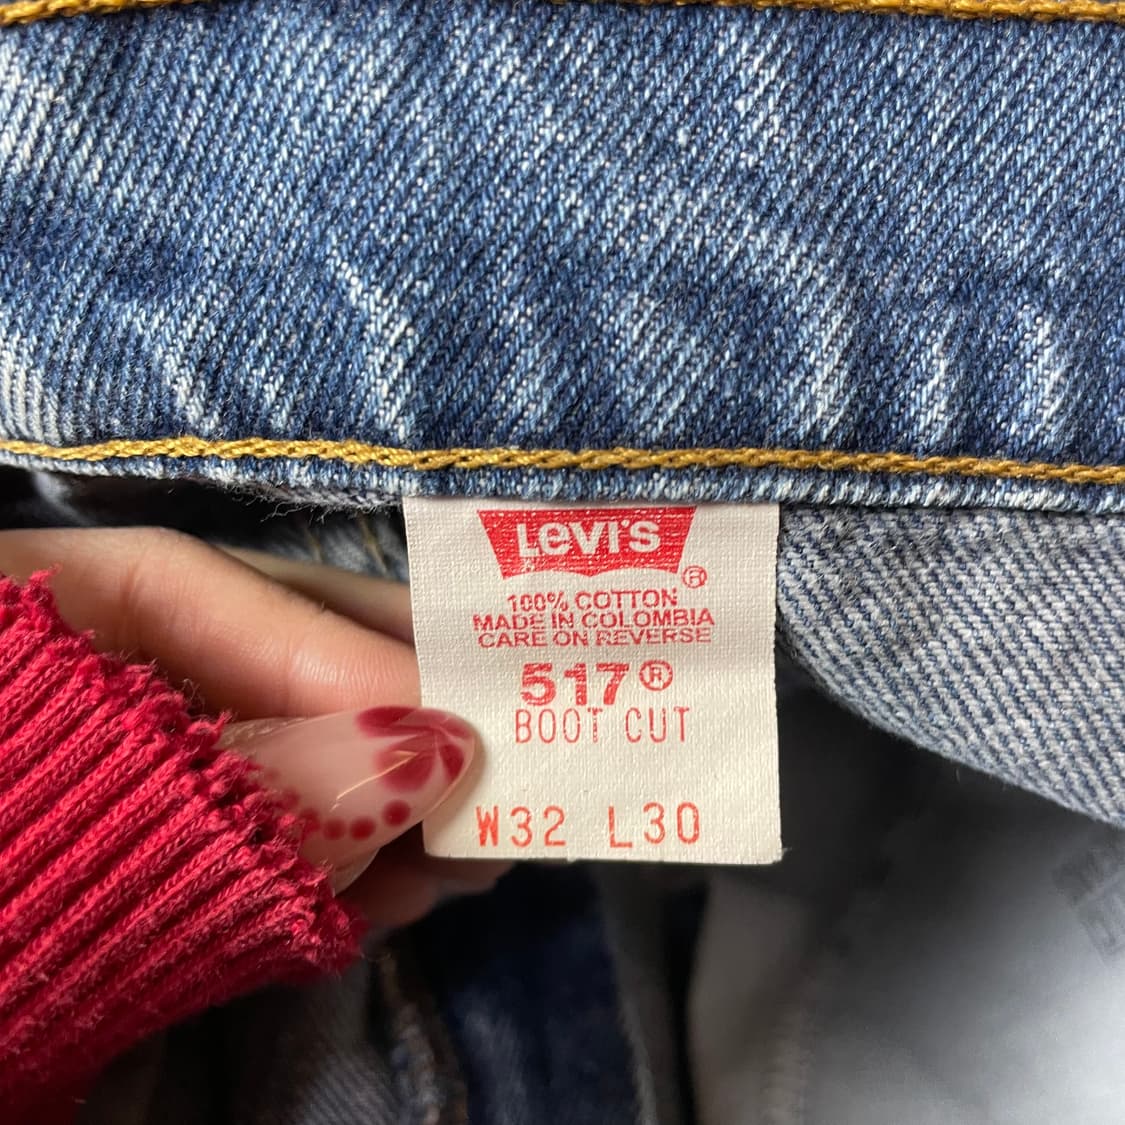 Levi's ®
100% COTTON
MADE IN COLOMBIA
CARE ON REVERSE
517®
BOOT CUT
W32 L30